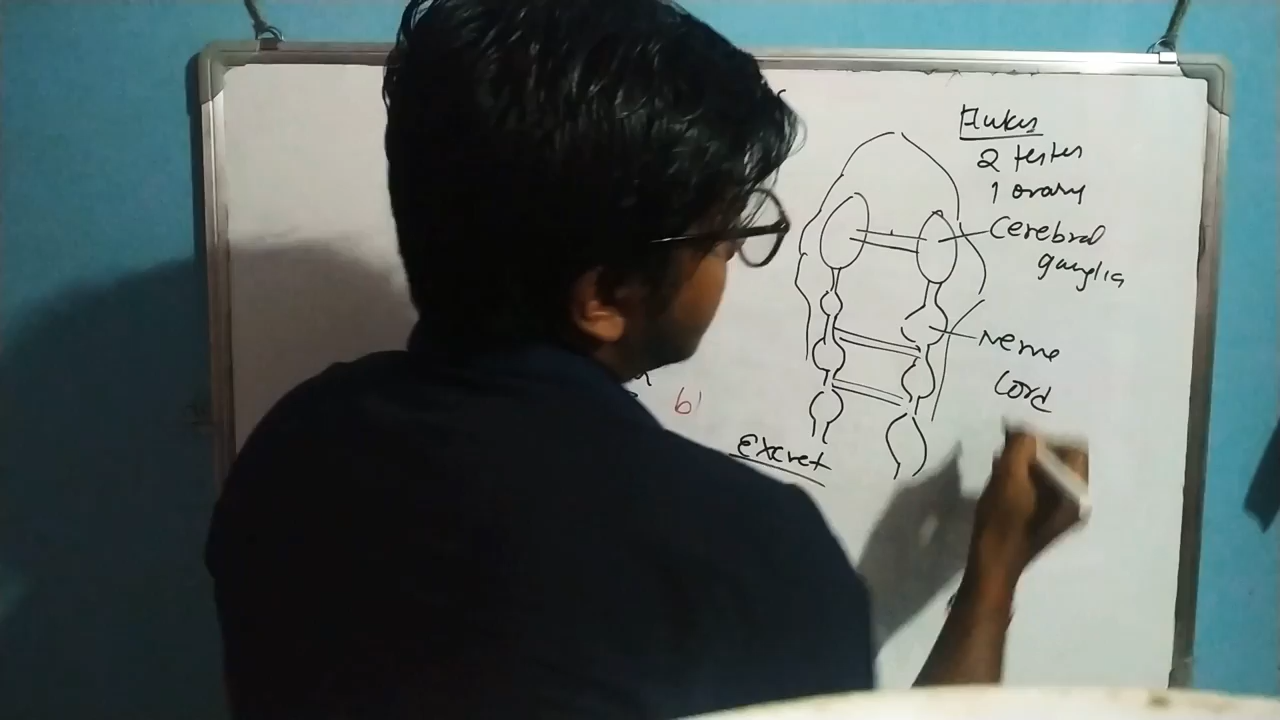 Flukes
2 testes
1 ovary
Cerebral
ganglia
Nerve
Cord
Excret